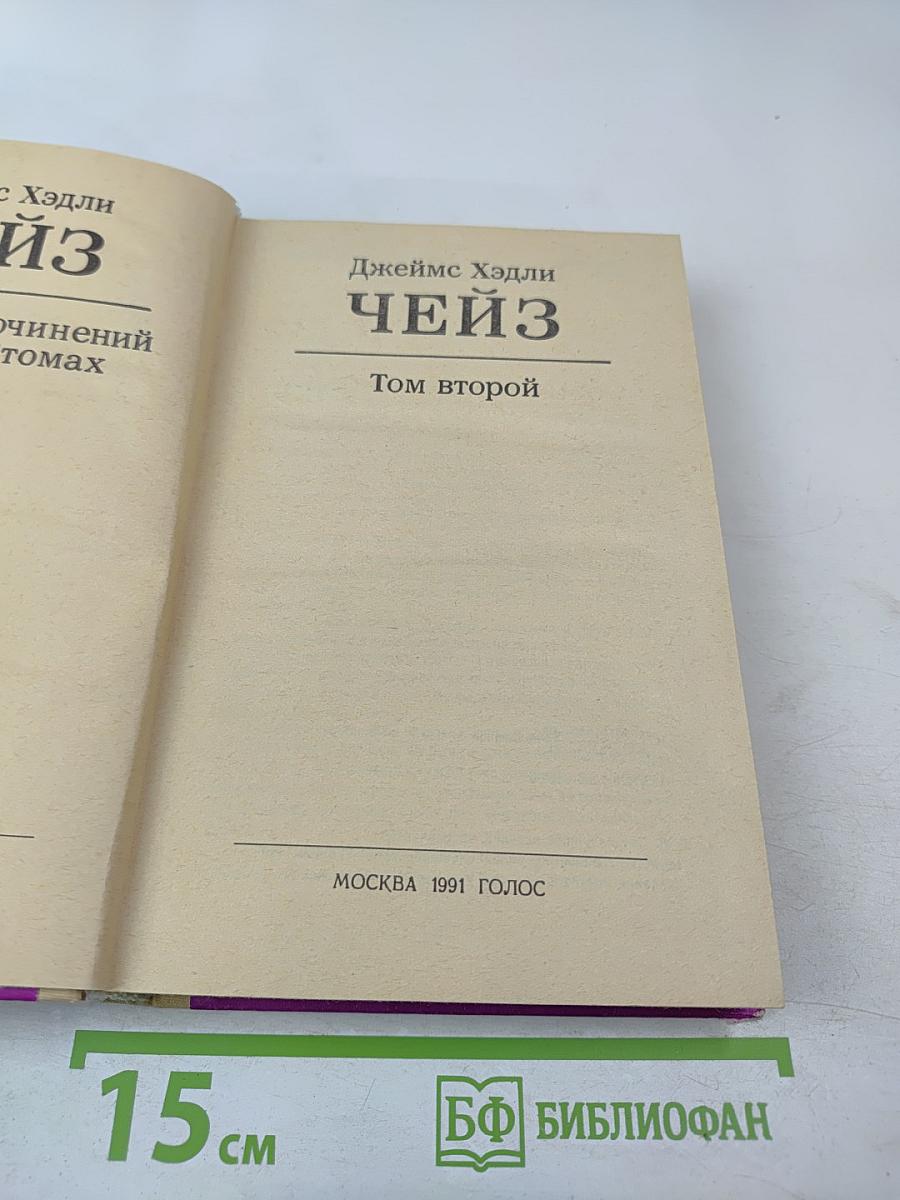 с Хэдли
ЙЗ
очинений
томах
Джеймс Хэдли
ЧЕЙЗ
Том второй
МОСКВА 1991 ГОЛОС
15 см
БФ БИБЛИОФАН